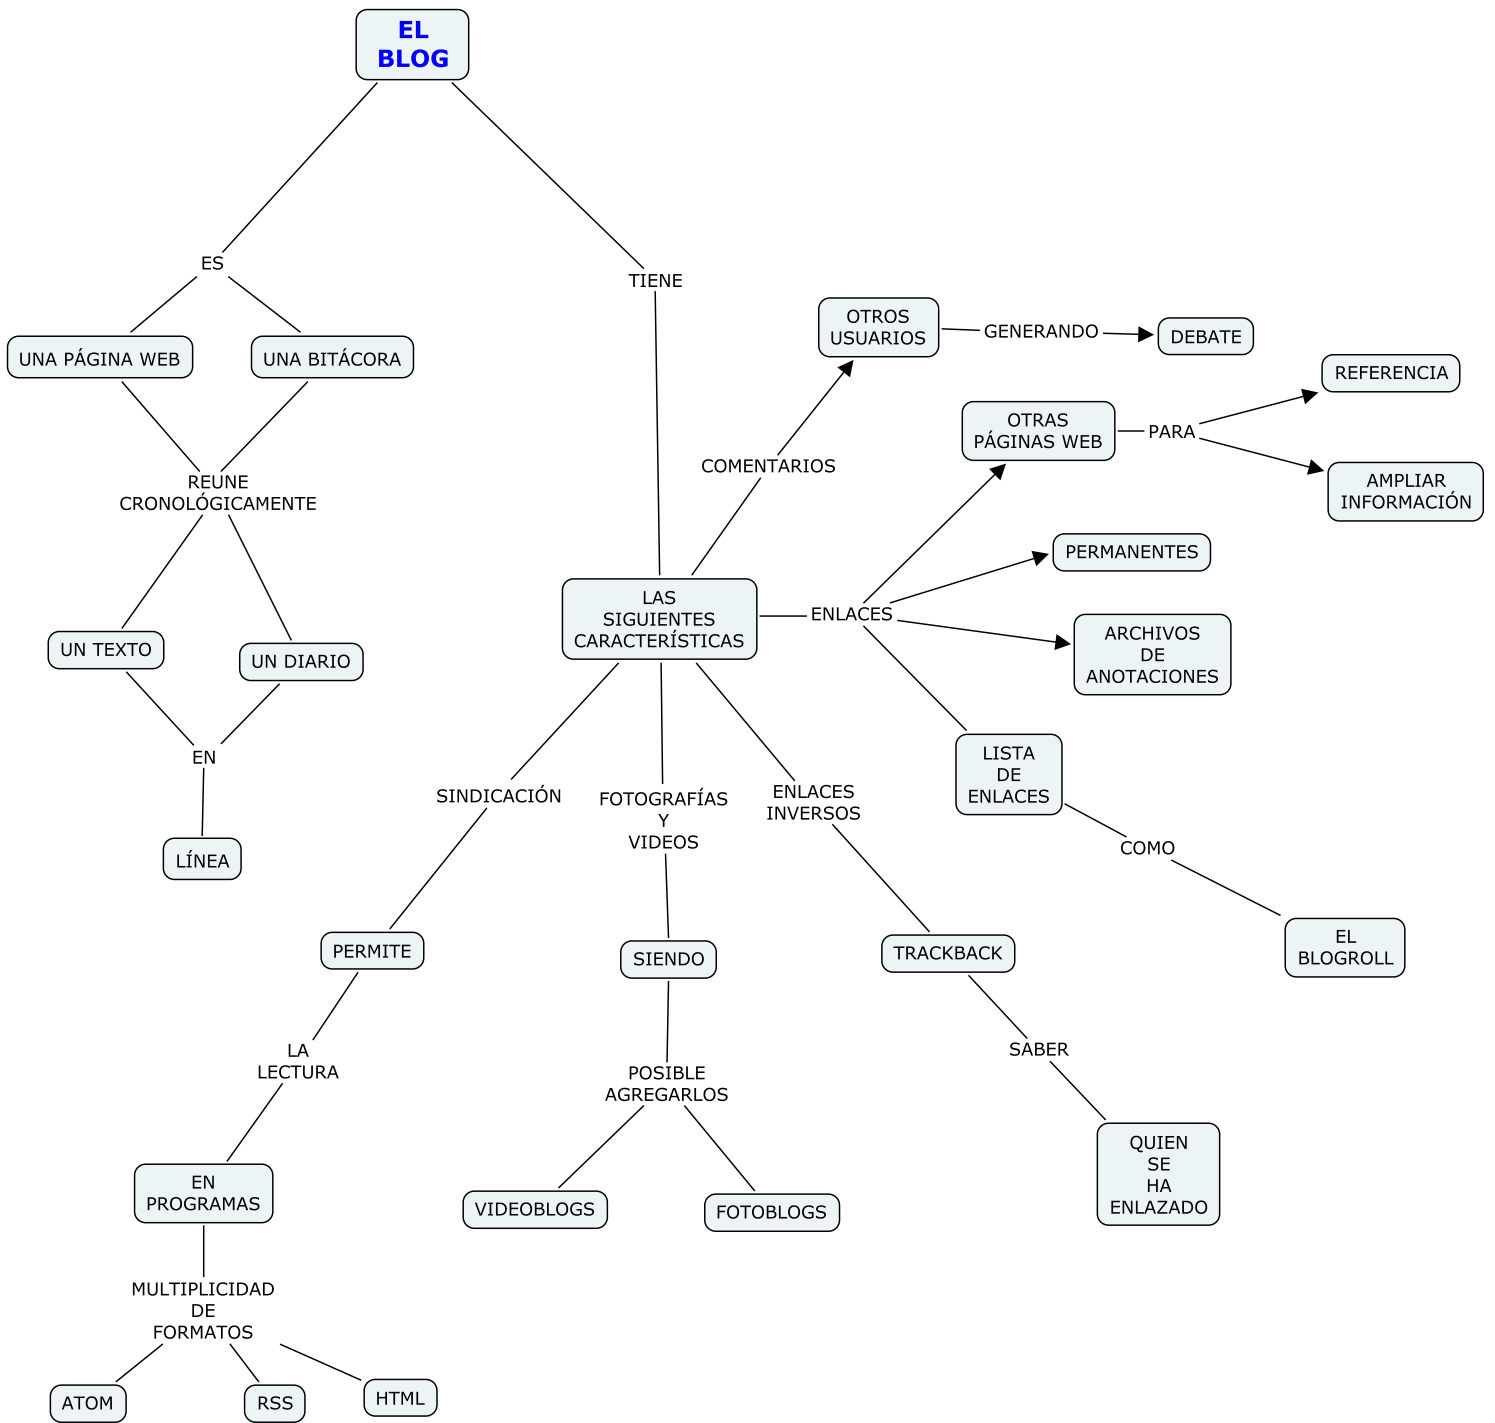 EL
BLOG
ES
TIENE
UNA PÁGINA WEB
UNA BITÁCORA
REUNE
CRONOLÓGICAMENTE
UN TEXTO
UN DIARIO
EN
LÍNEA
LAS
SIGUIENTES
CARACTERÍSTICAS
COMENTARIOS
OTROS
USUARIOS
GENERANDO
DEBATE
ENLACES
OTRAS
PÁGINAS WEB
PARA
REFERENCIA
AMPLIAR
INFORMACIÓN
PERMANENTES
ARCHIVOS
DE
ANOTACIONES
LISTA
DE
ENLACES
COMO
EL
BLOGROLL
SINDICACIÓN
PERMITE
LA
LECTURA
EN
PROGRAMAS
MULTIPLICIDAD
DE
FORMATOS
ATOM
RSS
HTML
FOTOGRAFÍAS
Y
VIDEOS
SIENDO
POSIBLE
AGREGARLOS
VIDEOBLOGS
FOTOBLOGS
ENLACES
INVERSOS
TRACKBACK
SABER
QUIEN
SE
HA
ENLAZADO